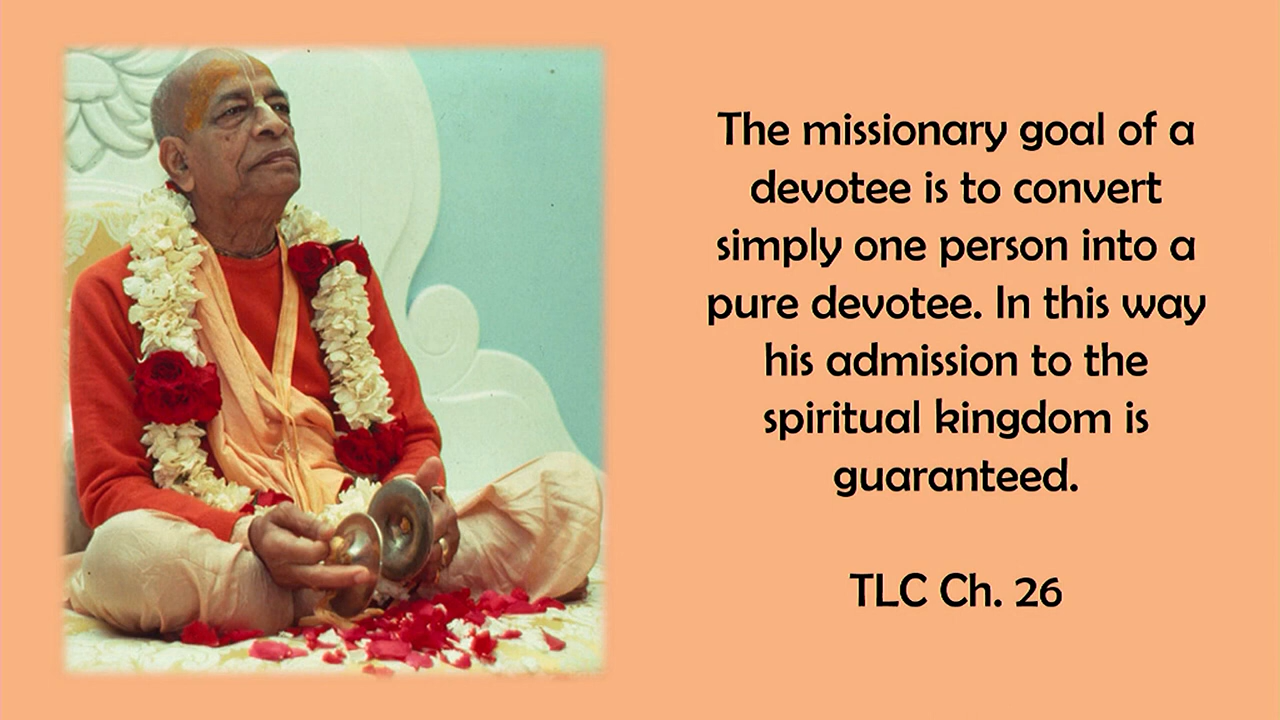 The missionary goal of a
devotee is to convert
simply one person into a
pure devotee. In this way
his admission to the
spiritual kingdom is
guaranteed.
TLC Ch. 26